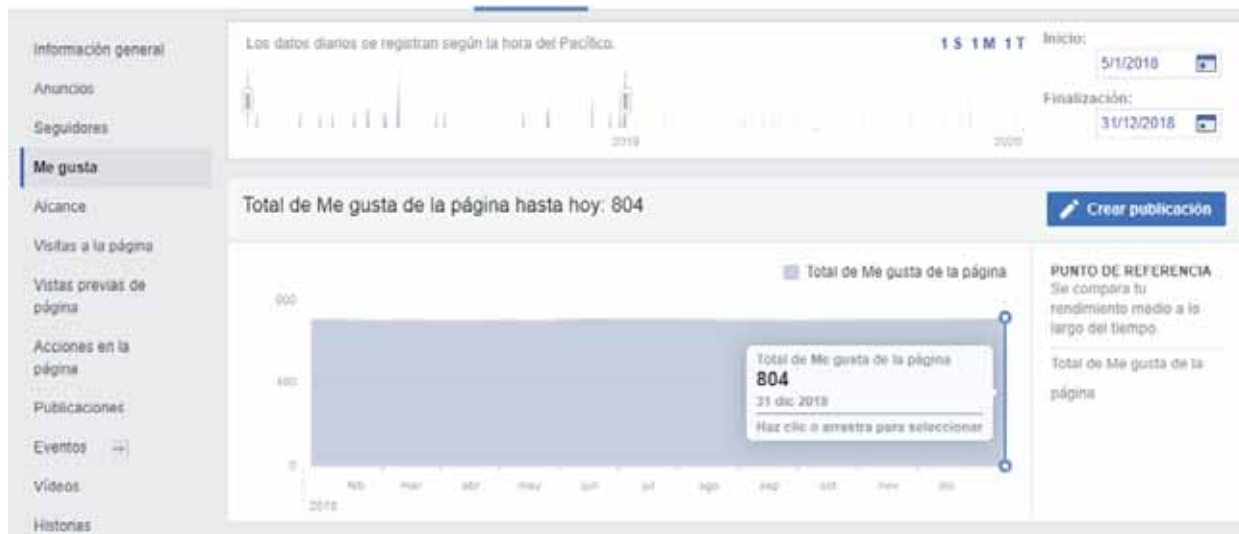 Información general
Anuncios
Seguidores
Me gusta
Alcance
Visitas a la página
Vistas previas de
página
Acciones en la
página
Publicaciones
Eventos
Vídeos
Historias
Los datos diarios se registran según la hora del Pacífico.
1 S 1 M 1 T
2019
2020
Inicio:
5/1/2018
Finalización:
31/12/2018
Total de Me gusta de la página hasta hoy: 804
Crear publicación
Total de Me gusta de la página
0
feb mar abr may jun jul ago sep oct nov dic
2018
Total de Me gusta de la página
804
31 dic 2018
Haz clic o arrastra para seleccionar
PUNTO DE REFERENCIA
Se compara tu
rendimiento medio a lo
largo del tiempo.
Total de Me gusta de la
página